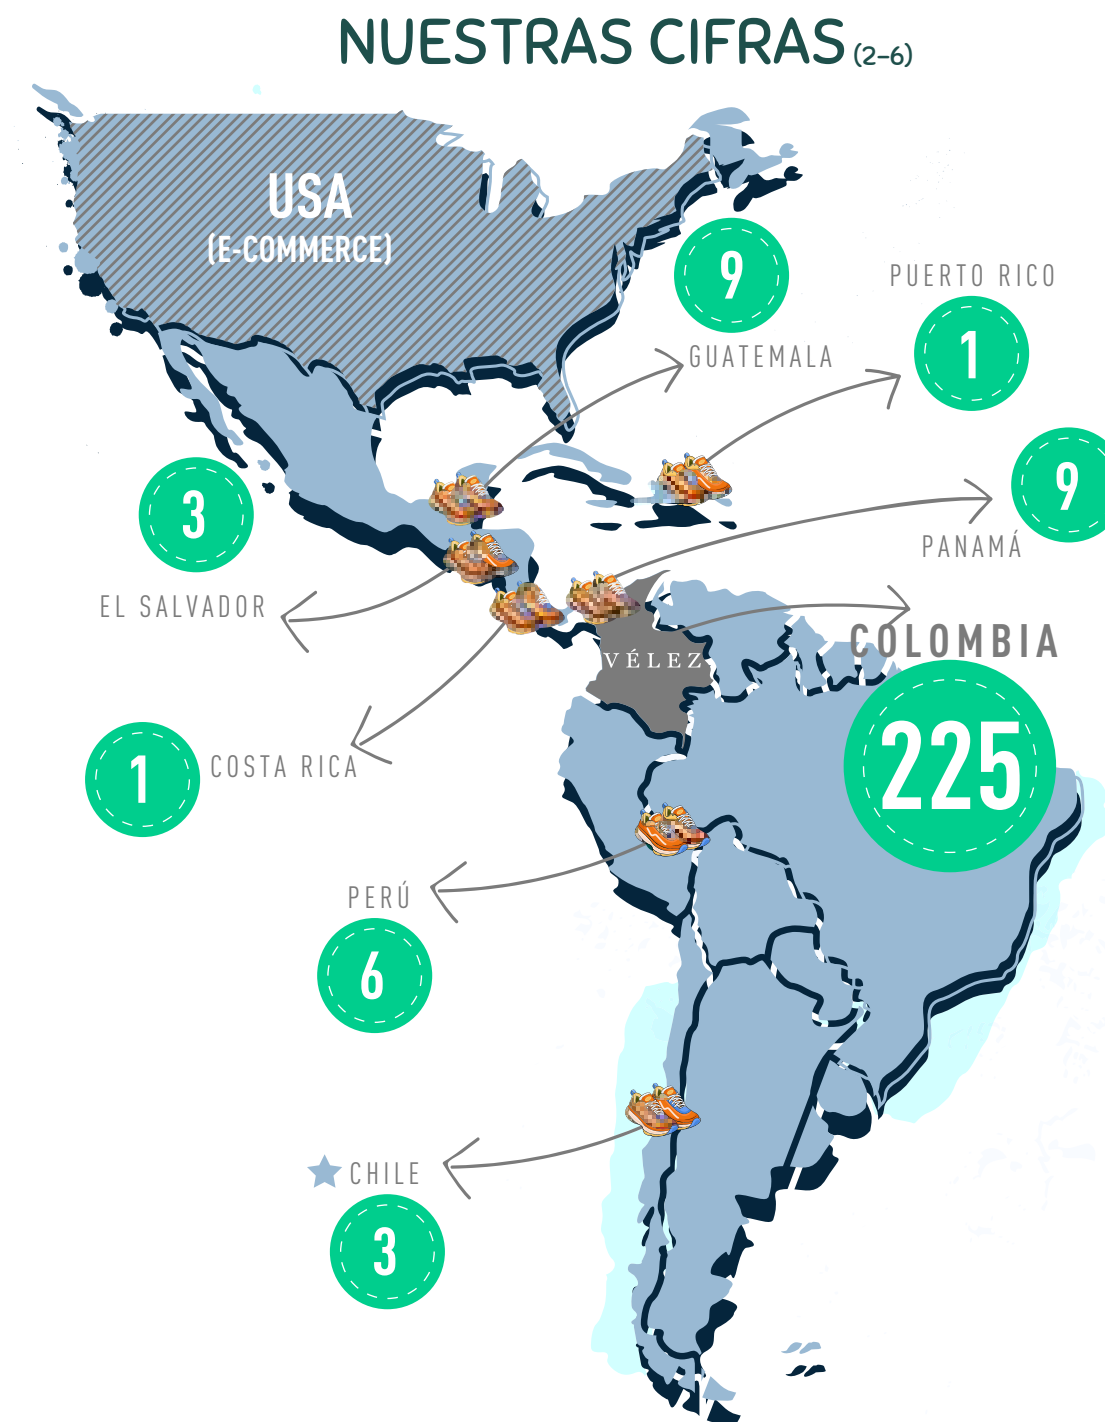 NUESTRAS CIFRAS (2-6)
USA
(E-COMMERCE)
9
GUATEMALA
PUERTO RICO
1
9
PANAMÁ
3
EL SALVADOR
COLOMBIA
225
VÉLEZ
1
COSTA RICA
PERÚ
6
CHILE
3